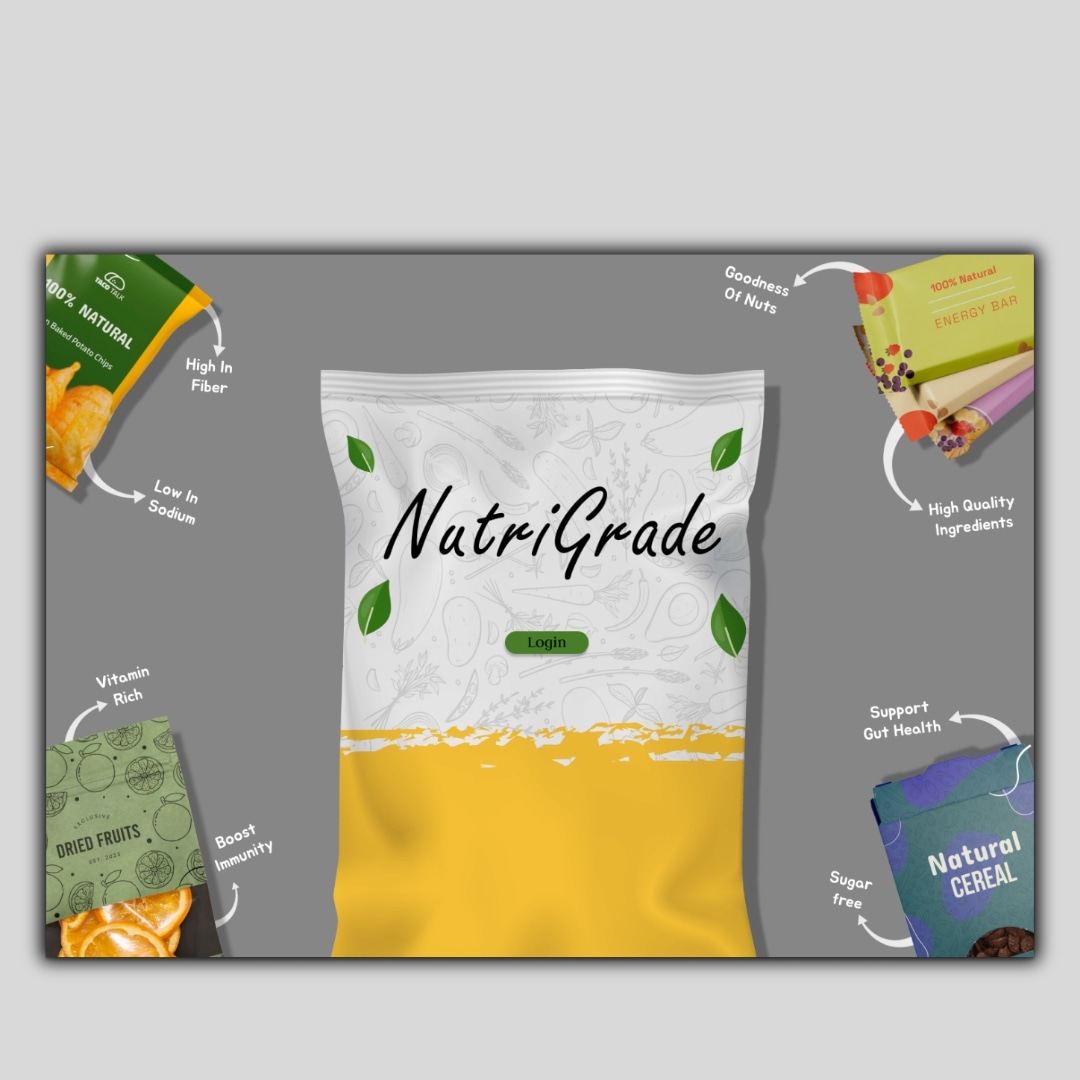 TACO TALK
100% NATURAL
Baked Potato Chips
High In
Fiber
Low In
Sodium
Goodness
Of Nuts
100% Natural
ENERGY BAR
High Quality
Ingredients
NutriGrade
Login
Vitamin
Rich
EXCLUSIVE
DRIED FRUITS
EST. 2021
Boost
Immunity
Support
Gut Health
Natural
CEREAL
Sugar
free